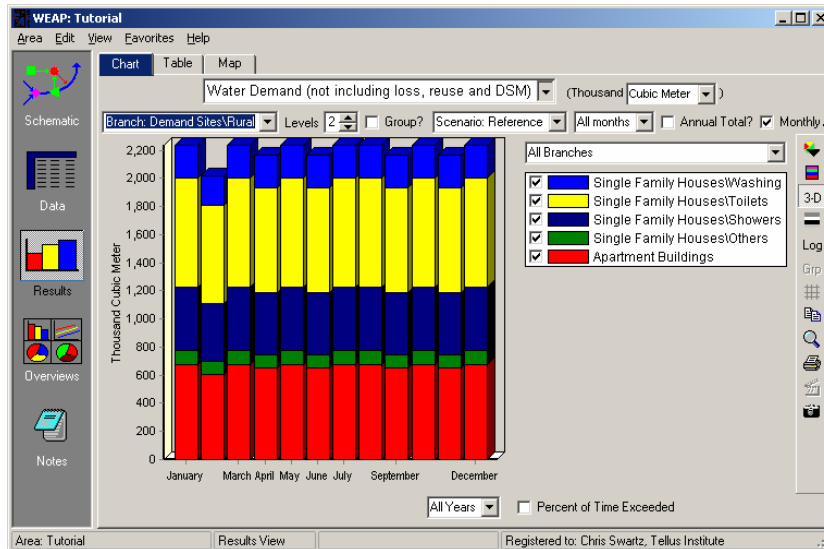 WEAP: Tutorial
Area Edit View Favorites Help
Chart Table Map
Water Demand (not including loss, reuse and DSM) (Thousand Cubic Meter )
Branch: Demand Sites\Rural Levels 2 Group? Scenario: Reference All months Annual Total? Monthly
Schematic
Data
Results
Overviews
Notes
Thousand Cubic Meter
2,200
2,000
1,800
1,600
1,400
1,200
1,000
800
600
400
200
0
January March April May June July September December
All Branches
Single Family Houses\Washing
Single Family Houses\Toilets
Single Family Houses\Showers
Single Family Houses\Others
Apartment Buildings
3-D
Log
Grp
All Years Percent of Time Exceeded
Area: Tutorial Results View Registered to: Chris Swartz, Tellus Institute